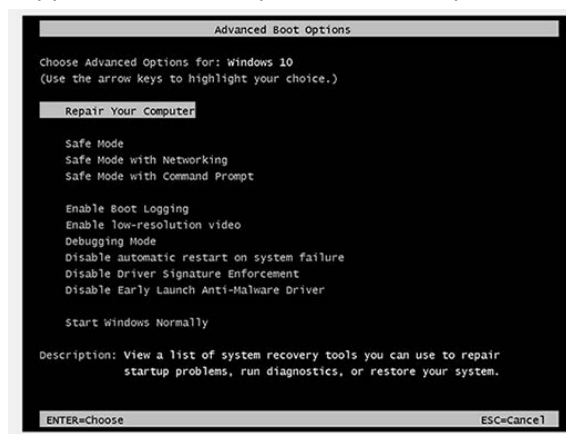 Advanced Boot Options
Choose Advanced Options for: Windows 10
(Use the arrow keys to highlight your choice.)
Repair Your Computer
Safe Mode
Safe Mode with Networking
Safe Mode with Command Prompt
Enable Boot Logging
Enable low-resolution video
Debugging Mode
Disable automatic restart on system failure
Disable Driver Signature Enforcement
Disable Early Launch Anti-Malware Driver
Start Windows Normally
Description: View a list of system recovery tools you can use to repair
startup problems, run diagnostics, or restore your system.
ENTER=Choose ESC=Cancel